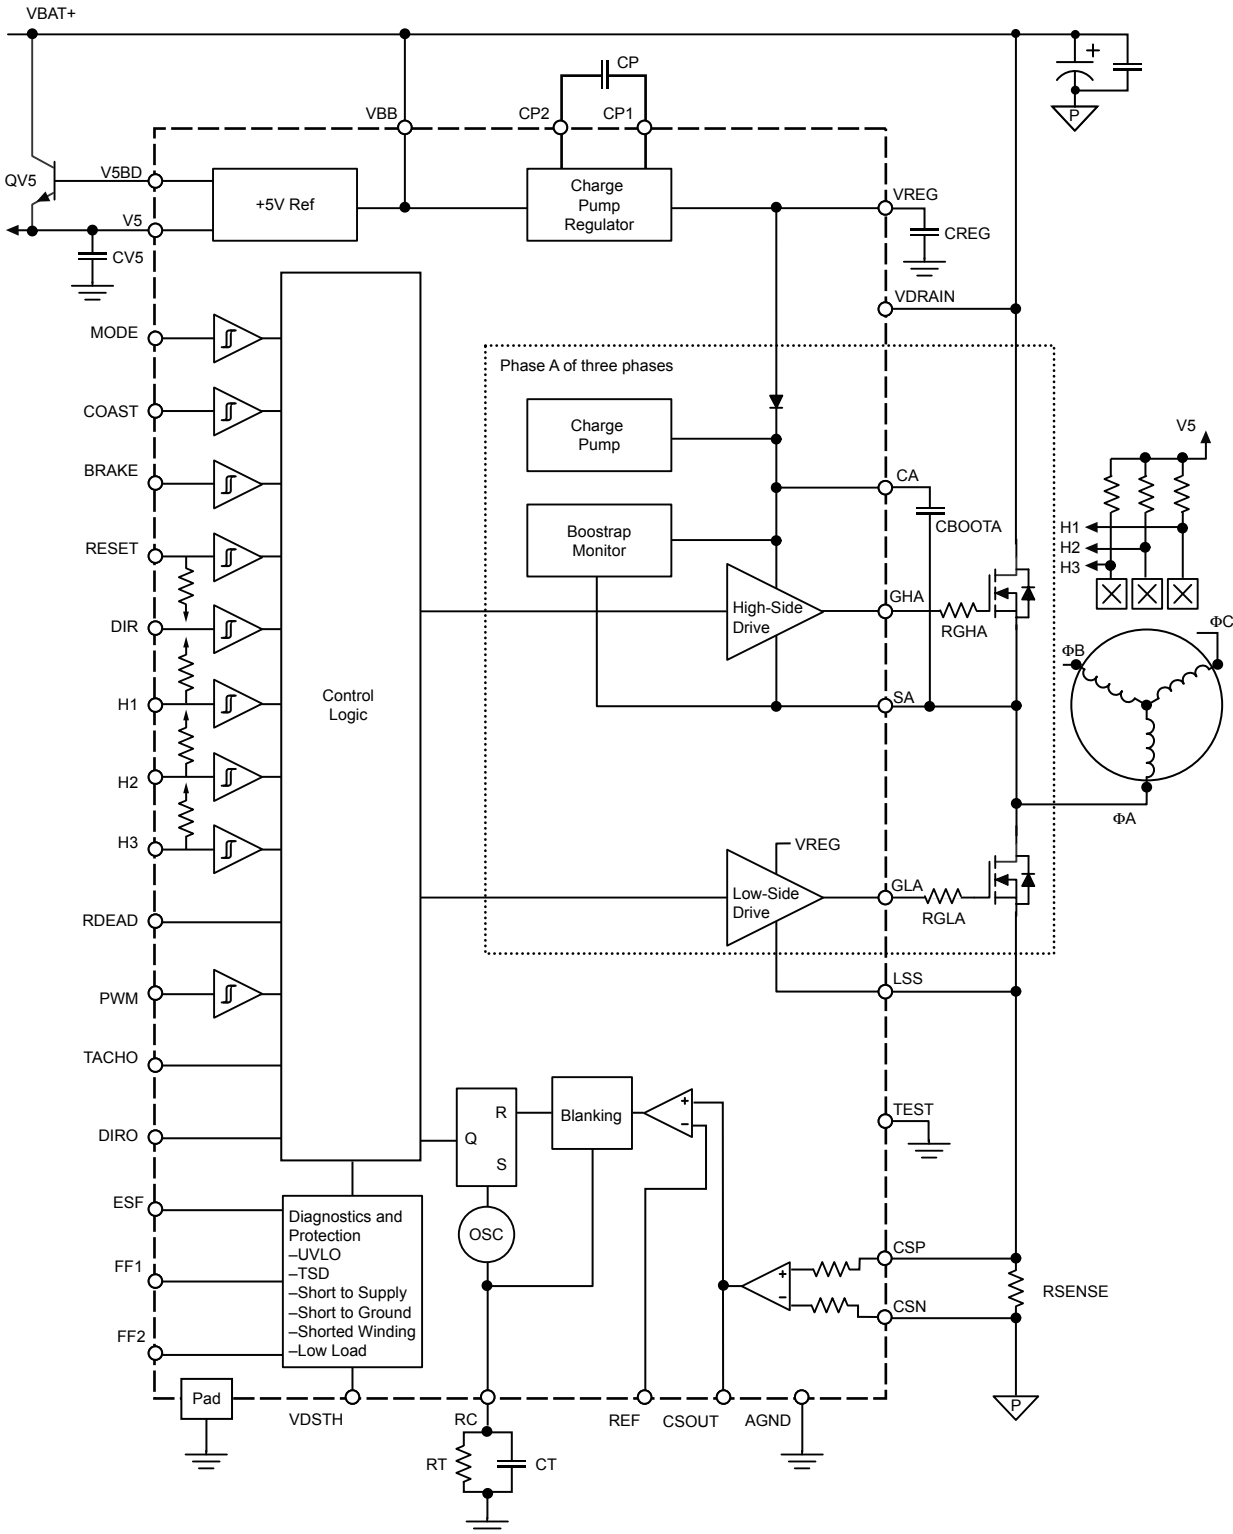 VBAT+
CP
VBB
CP2
CP1
QV5
V5BD
+5V Ref
Charge
Pump
Regulator
VREG
V5
CV5
CREG
VDRAIN
MODE
Phase A of three phases
COAST
Charge
Pump
V5
BRAKE
CA
CBOOTA
H1
H2
H3
RESET
Boostrap
Monitor
GHA
High-Side
Drive
RGHA
DIR
ΦC
ΦB
Control
Logic
H1
SA
H2
ΦA
H3
VREG
Low-Side
Drive
GLA
RGLA
RDEAD
LSS
PWM
TACHO
TEST
R
Blanking
+
–
DIRO
Q
S
ESF
Diagnostics and
Protection
–UVLO
–TSD
–Short to Supply
–Short to Ground
–Shorted Winding
–Low Load
OSC
CSP
FF1
+
–
RSENSE
CSN
FF2
Pad
VDSTH
RC
REF
CSOUT
AGND
P
RT
CT
+
P